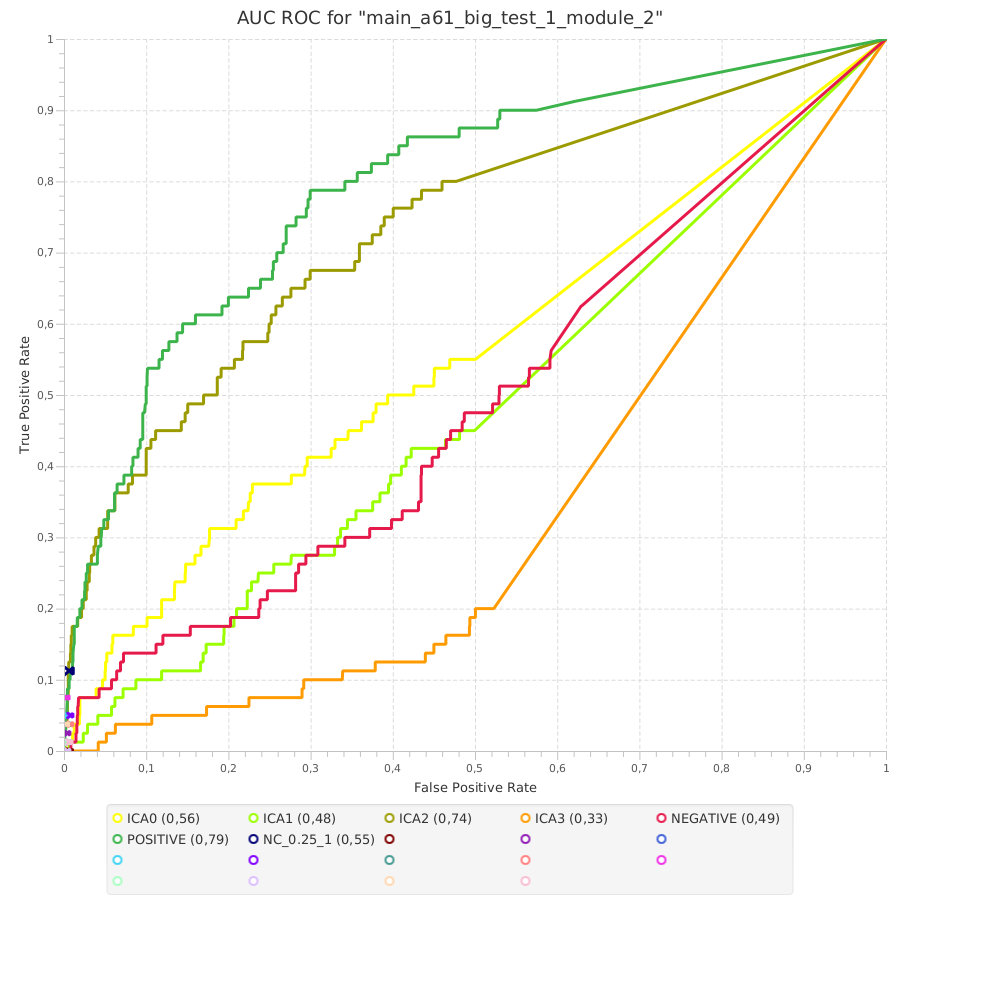 AUC ROC for "main_a61_big_test_1_module_2"
1
0,9
0,8
0,7
0,6
0,5
0,4
0,3
0,2
0,1
0
True Positive Rate
0 0,1 0,2 0,3 0,4 0,5 0,6 0,7 0,8 0,9 1
False Positive Rate
ICA0 (0,56) ICA1 (0,48) ICA2 (0,74) ICA3 (0,33) NEGATIVE (0,49)
POSITIVE (0,79) NC_0.25_1 (0,55)